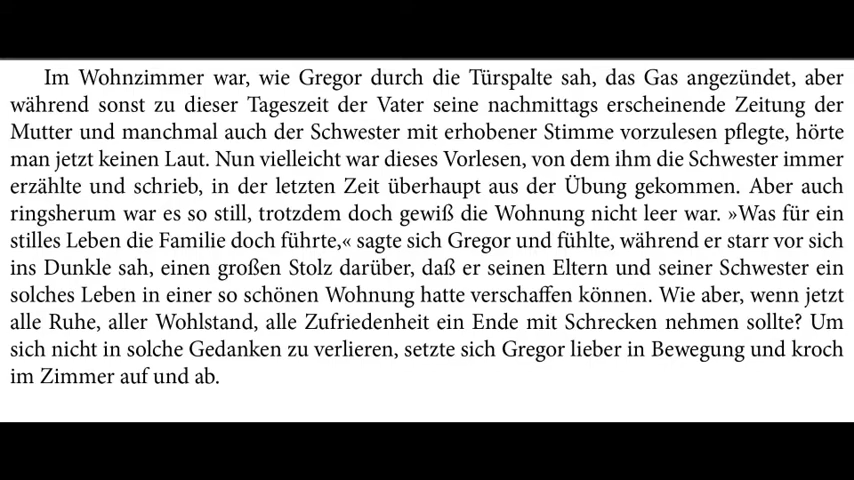 Im Wohnzimmer war, wie Gregor durch die Türspalte sah, das Gas angezündet, aber
während sonst zu dieser Tageszeit der Vater seine nachmittags erscheinende Zeitung der
Mutter und manchmal auch der Schwester mit erhobener Stimme vorzulesen pflegte, hörte
man jetzt keinen Laut. Nun vielleicht war dieses Vorlesen, von dem ihm die Schwester immer
erzählte und schrieb, in der letzten Zeit überhaupt aus der Übung gekommen. Aber auch
ringsherum war es so still, trotzdem doch gewiß die Wohnung nicht leer war. »Was für ein
stilles Leben die Familie doch führte,« sagte sich Gregor und fühlte, während er starr vor sich
ins Dunkle sah, einen großen Stolz darüber, daß er seinen Eltern und seiner Schwester ein
solches Leben in einer so schönen Wohnung hatte verschaffen können. Wie aber, wenn jetzt
alle Ruhe, aller Wohlstand, alle Zufriedenheit ein Ende mit Schrecken nehmen sollte? Um
sich nicht in solche Gedanken zu verlieren, setzte sich Gregor lieber in Bewegung und kroch
im Zimmer auf und ab.